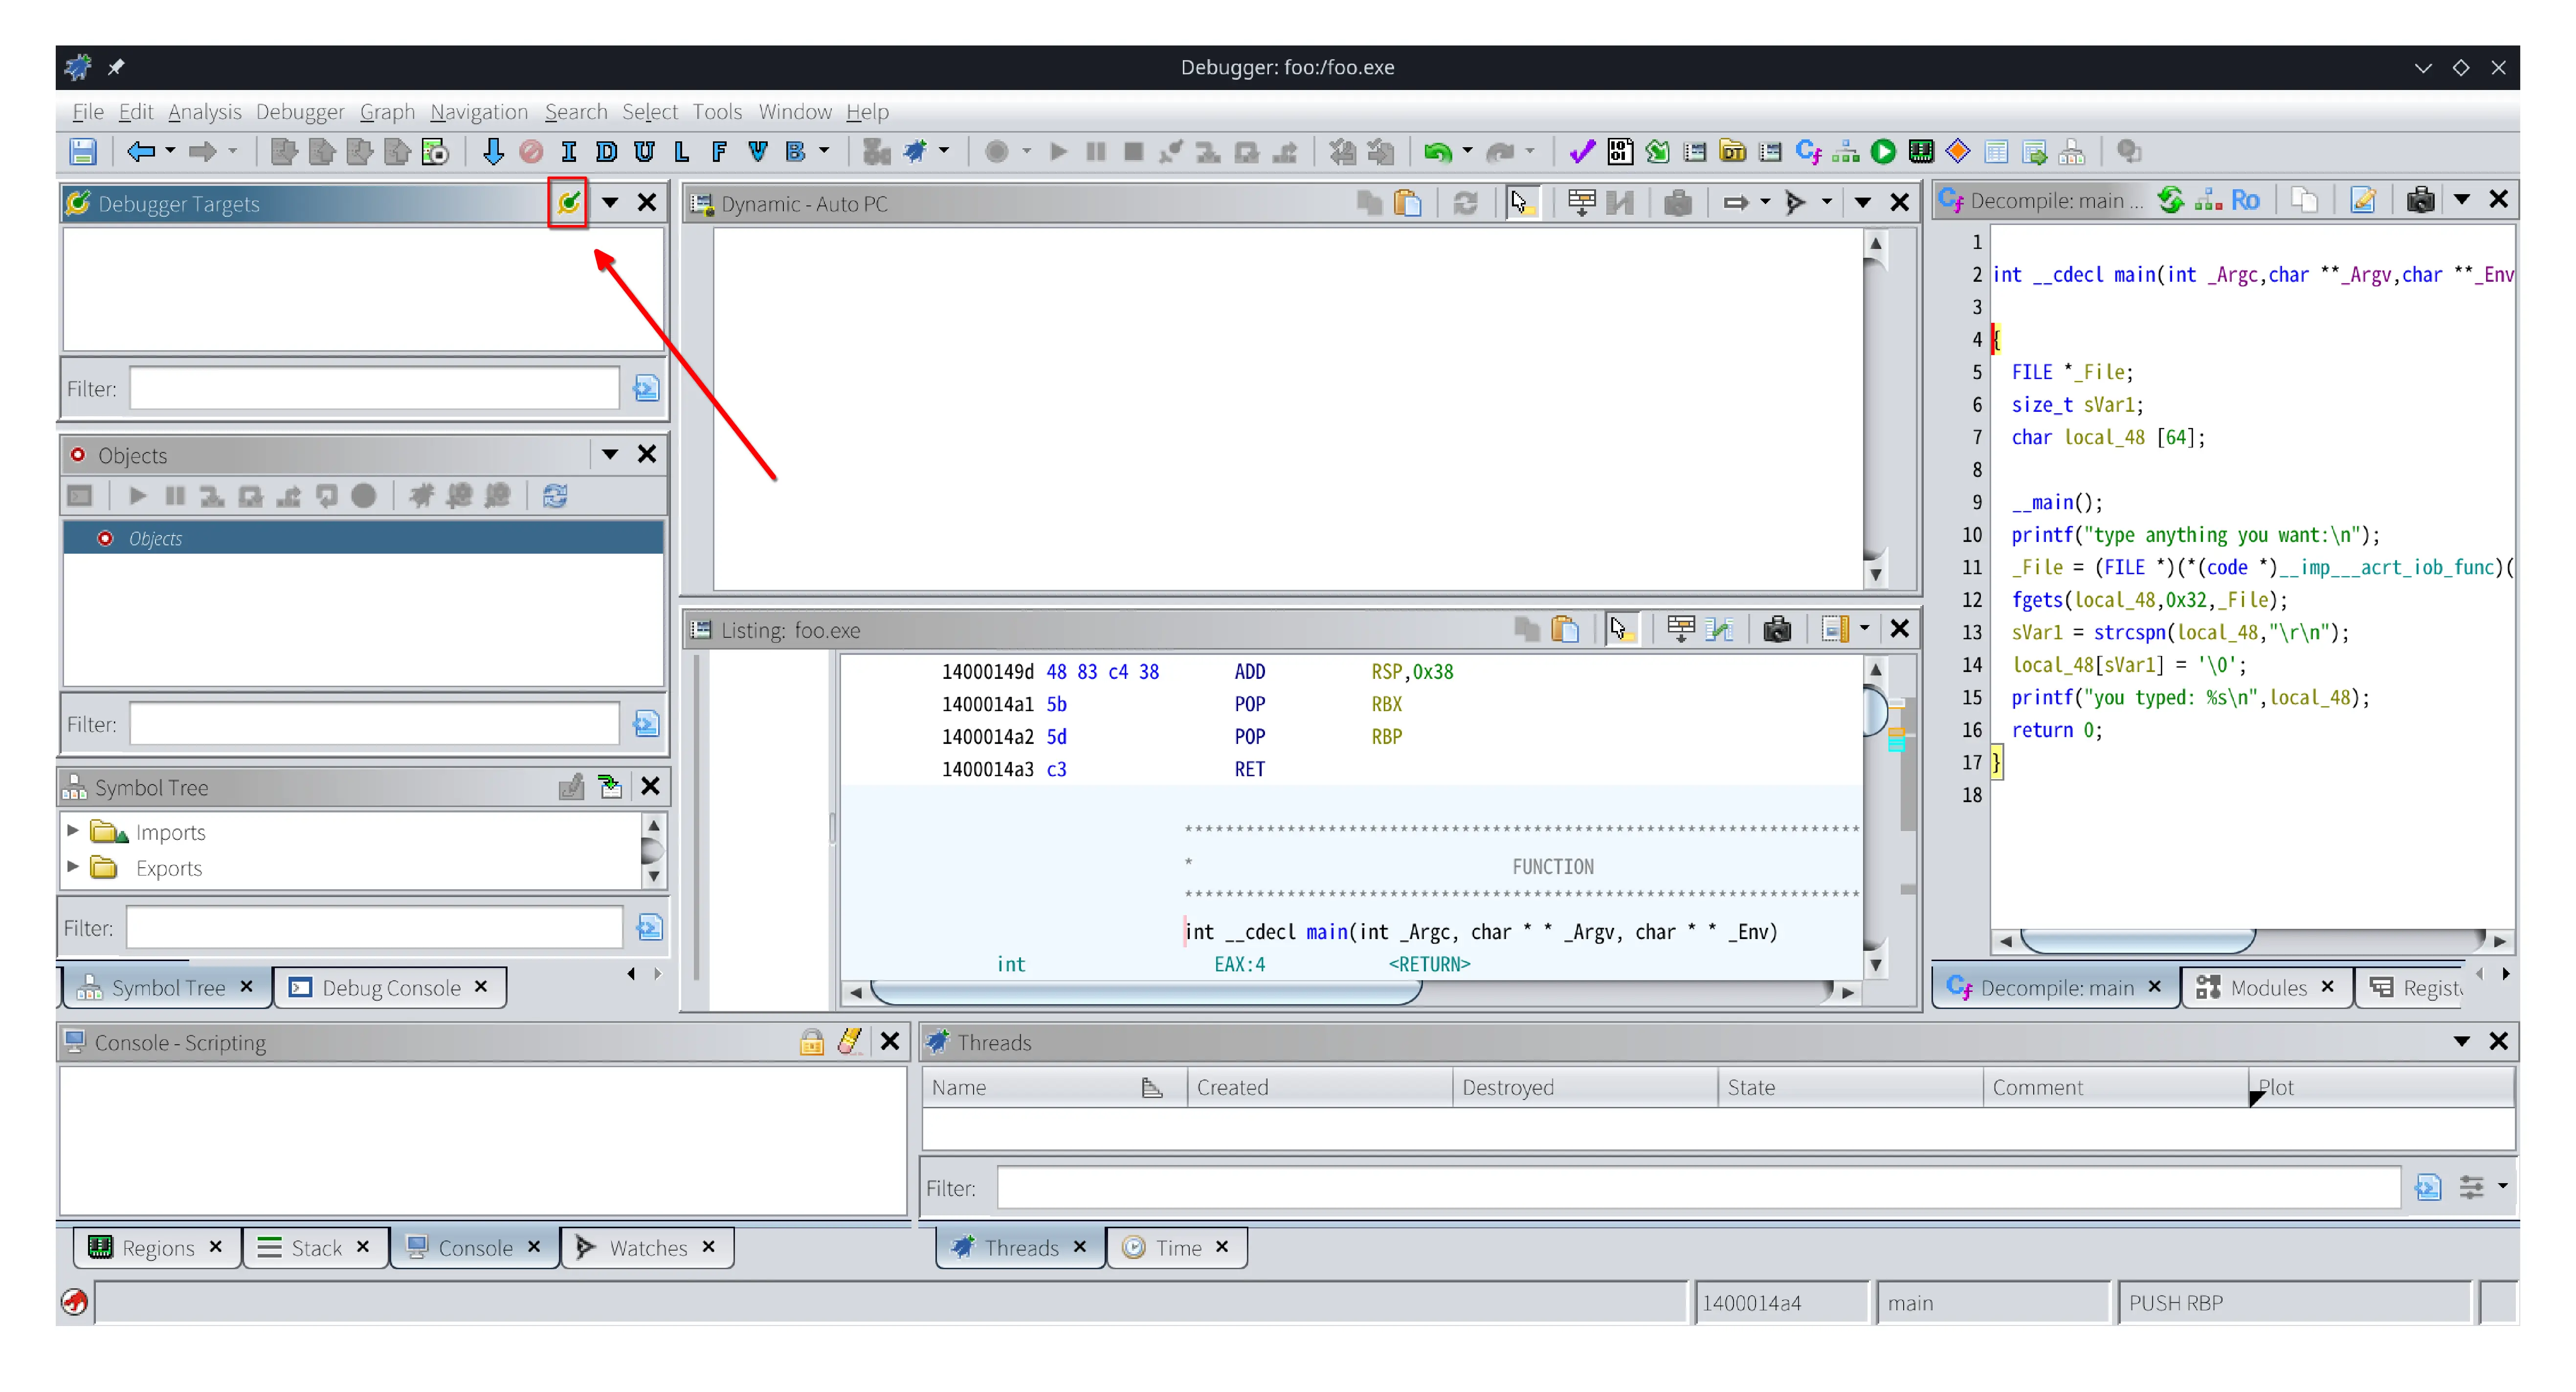 Debugger: foo:/foo.exe
File Edit Analysis Debugger Graph Navigation Search Select Tools Window Help
I D U L F V B
Debugger Targets
Filter:
Objects
Objects
Filter:
Symbol Tree
Imports
Exports
Filter:
Symbol Tree
Debug Console
Dynamic - Auto PC
Listing: foo.exe
14000149d 48 83 c4 38 ADD RSP,0x38
1400014a1 5b POP RBX
1400014a2 5d POP RBP
1400014a3 c3 RET
******************************************************************
* FUNCTION
******************************************************************
int __cdecl main(int _Argc, char * * _Argv, char * * _Env)
int EAX:4 <RETURN>
Decompile: main ...
Ro
1
2 int __cdecl main(int _Argc,char **_Argv,char **_Env
3
4 {
5 FILE *_File;
6 size_t sVar1;
7 char local_48 [64];
8
9 __main();
10 printf("type anything you want:\n");
11 _File = (FILE *)(*(code *)__imp___acrt_iob_func)(
12 fgets(local_48,0x32,_File);
13 sVar1 = strcspn(local_48,"\r\n");
14 local_48[sVar1] = '\0';
15 printf("you typed: %s\n",local_48);
16 return 0;
17 }
18
Decompile: main
Modules
Regist
Console - Scripting
Regions
Stack
Console
Watches
Threads
Name Created Destroyed State Comment Plot
Filter:
Threads
Time
1400014a4 main PUSH RBP